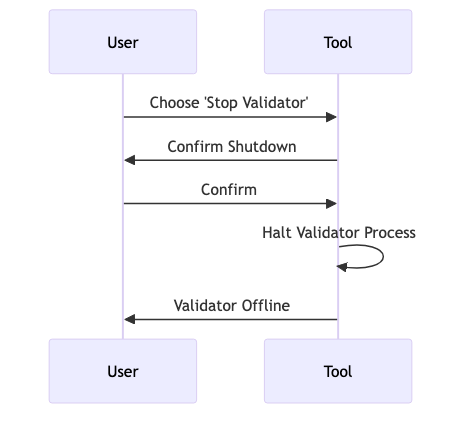 User
Tool
Choose 'Stop Validator'
Confirm Shutdown
Confirm
Halt Validator Process
Validator Offline
User
Tool